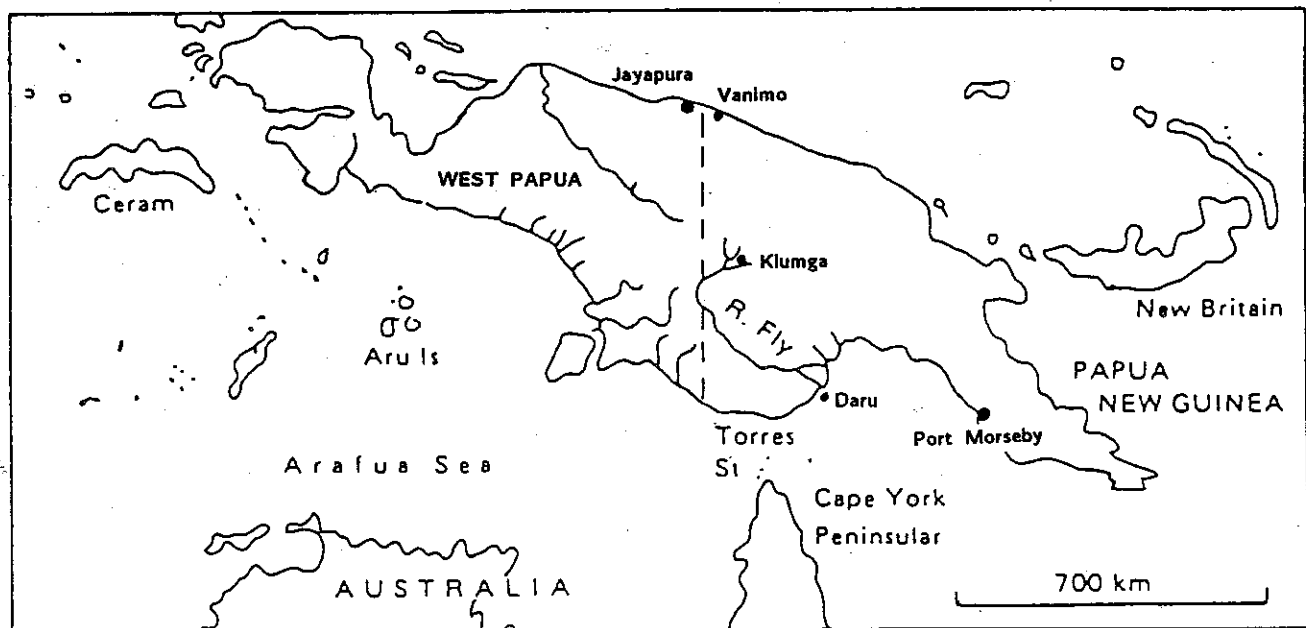 Jayapura
Vanimo
WEST PAPUA
Ceram
Klumga
New Britain
R. Fly
Aru Is
PAPUA
NEW GUINEA
Daru
Port Morseby
Torres
St
Arafua Sea
Cape York
Peninsular
AUSTRALIA
700 km